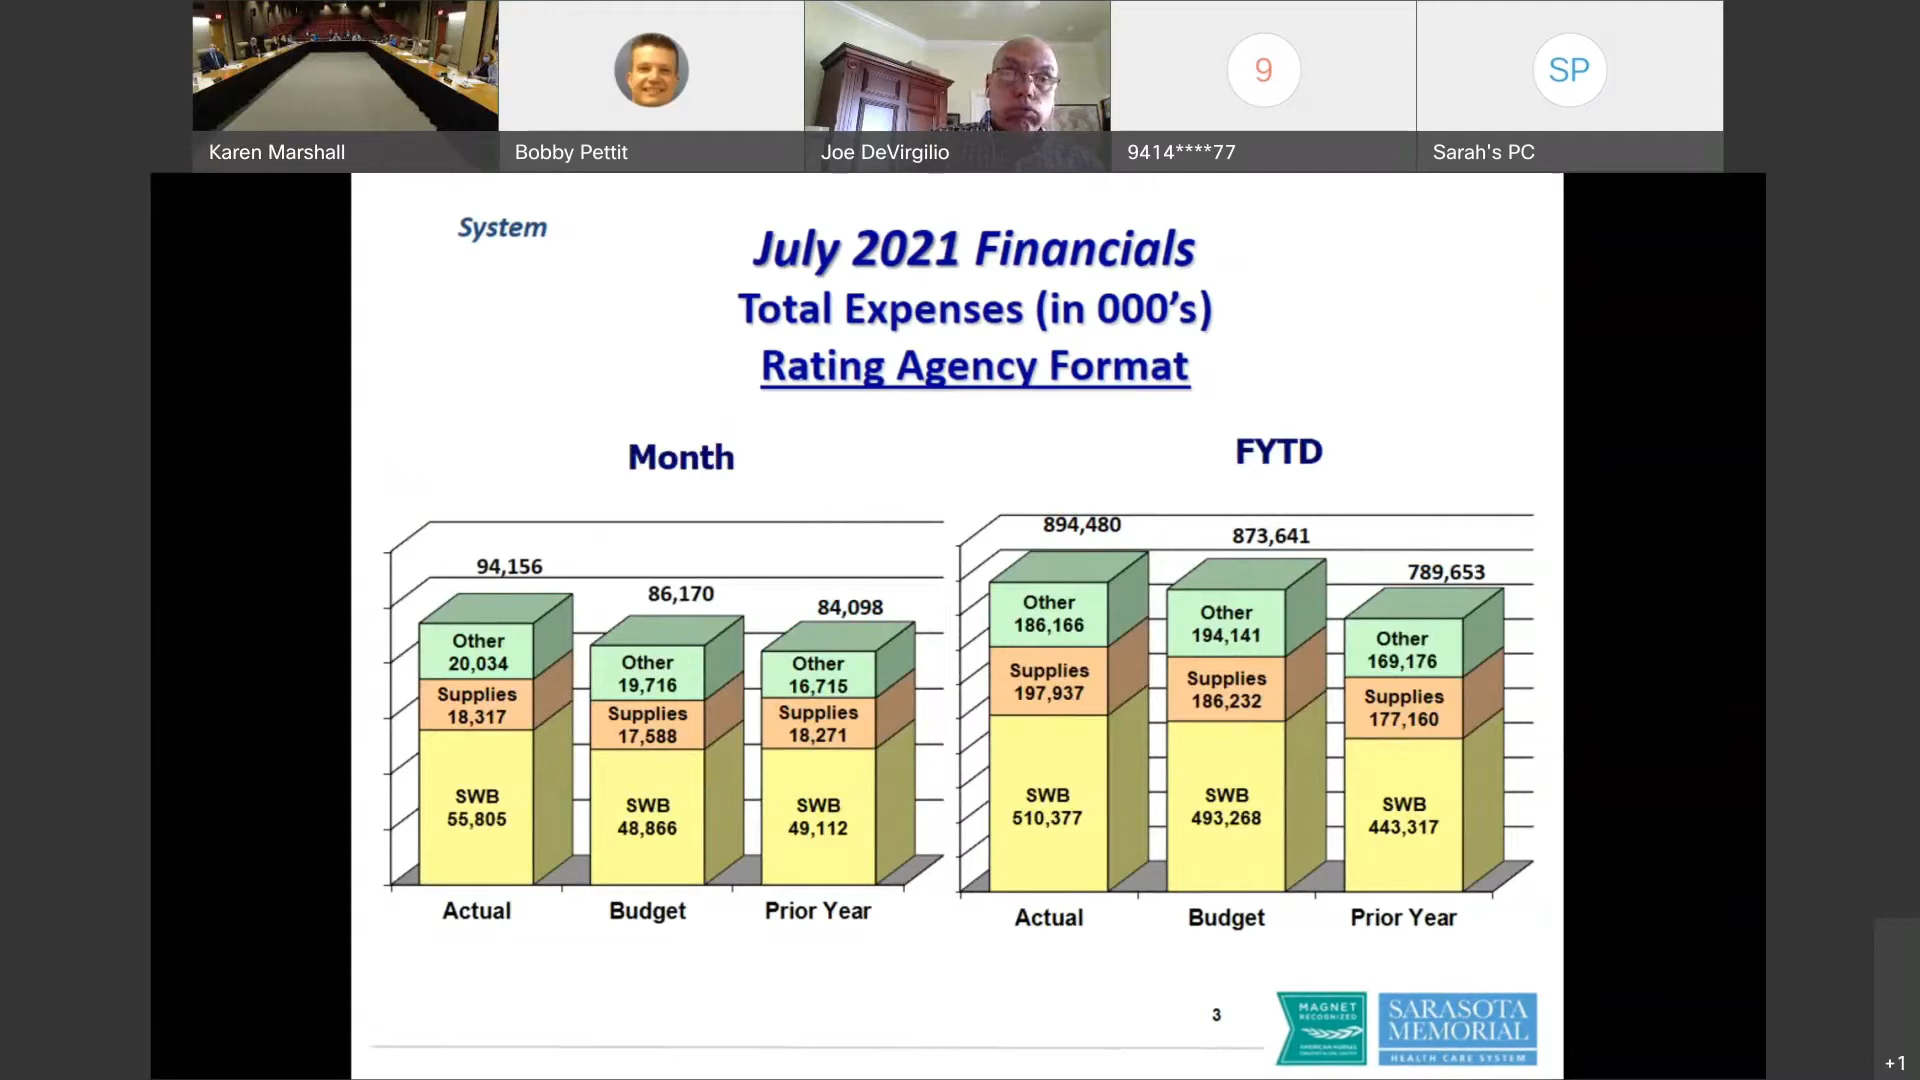 9
SP
Karen Marshall
Bobby Pettit
Joe DeVirgilio
9414****77
Sarah's PC
System
July 2021 Financials
Total Expenses (in 000's)
Rating Agency Format
Month
94,156
86,170
84,098
Other
20,034
Other
19,716
Other
16,715
Supplies
18,317
Supplies
17,588
Supplies
18,271
SWB
55,805
SWB
48,866
SWB
49,112
Actual
Budget
Prior Year
FYTD
894,480
873,641
789,653
Other
186,166
Other
194,141
Other
169,176
Supplies
197,937
Supplies
186,232
Supplies
177,160
SWB
510,377
SWB
493,268
SWB
443,317
Actual
Budget
Prior Year
3
MAGNET
RECOGNIZED
AMERICAN NURSES
CREDENTIALING CENTER
SARASOTA
MEMORIAL
HEALTH CARE SYSTEM
+1